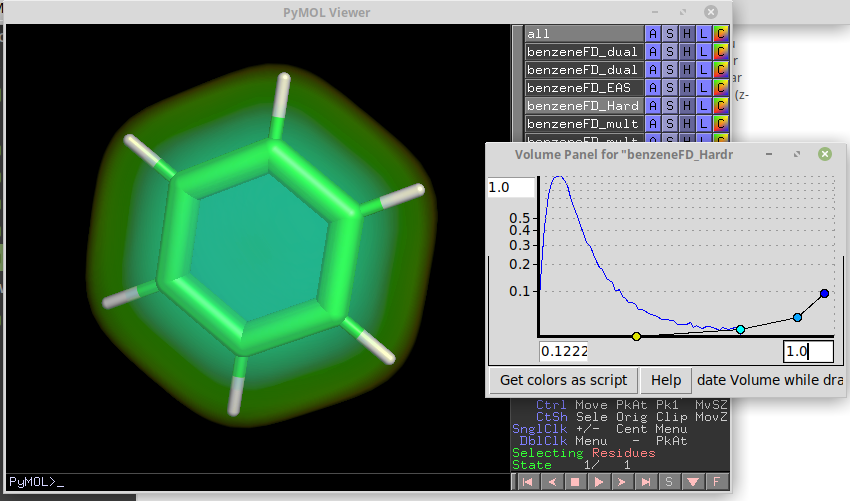 PyMOL Viewer
all A S H L C
benzeneFD_dual A S H L C
benzeneFD_dual A S H L C
benzeneFD_EAS A S H L C
benzeneFD_Hard A S H L C
benzeneFD_mult A S H L C
benzeneFD_mult A S H L C
ar
(z-
Volume Panel for "benzeneFD_Hardr
1.0
0.5
0.4
0.3
0.2
0.1
0.1222 1.0
Get colors as script Help date Volume while dra
Ctrl Move PkAt Pk1 MvSZ
CtSh Sele Orig Clip MovZ
SnglClk +/- Cent Menu
DblClk Menu - PkAt
Selecting Residues
State 1/ 1
PyMOL>_ S F